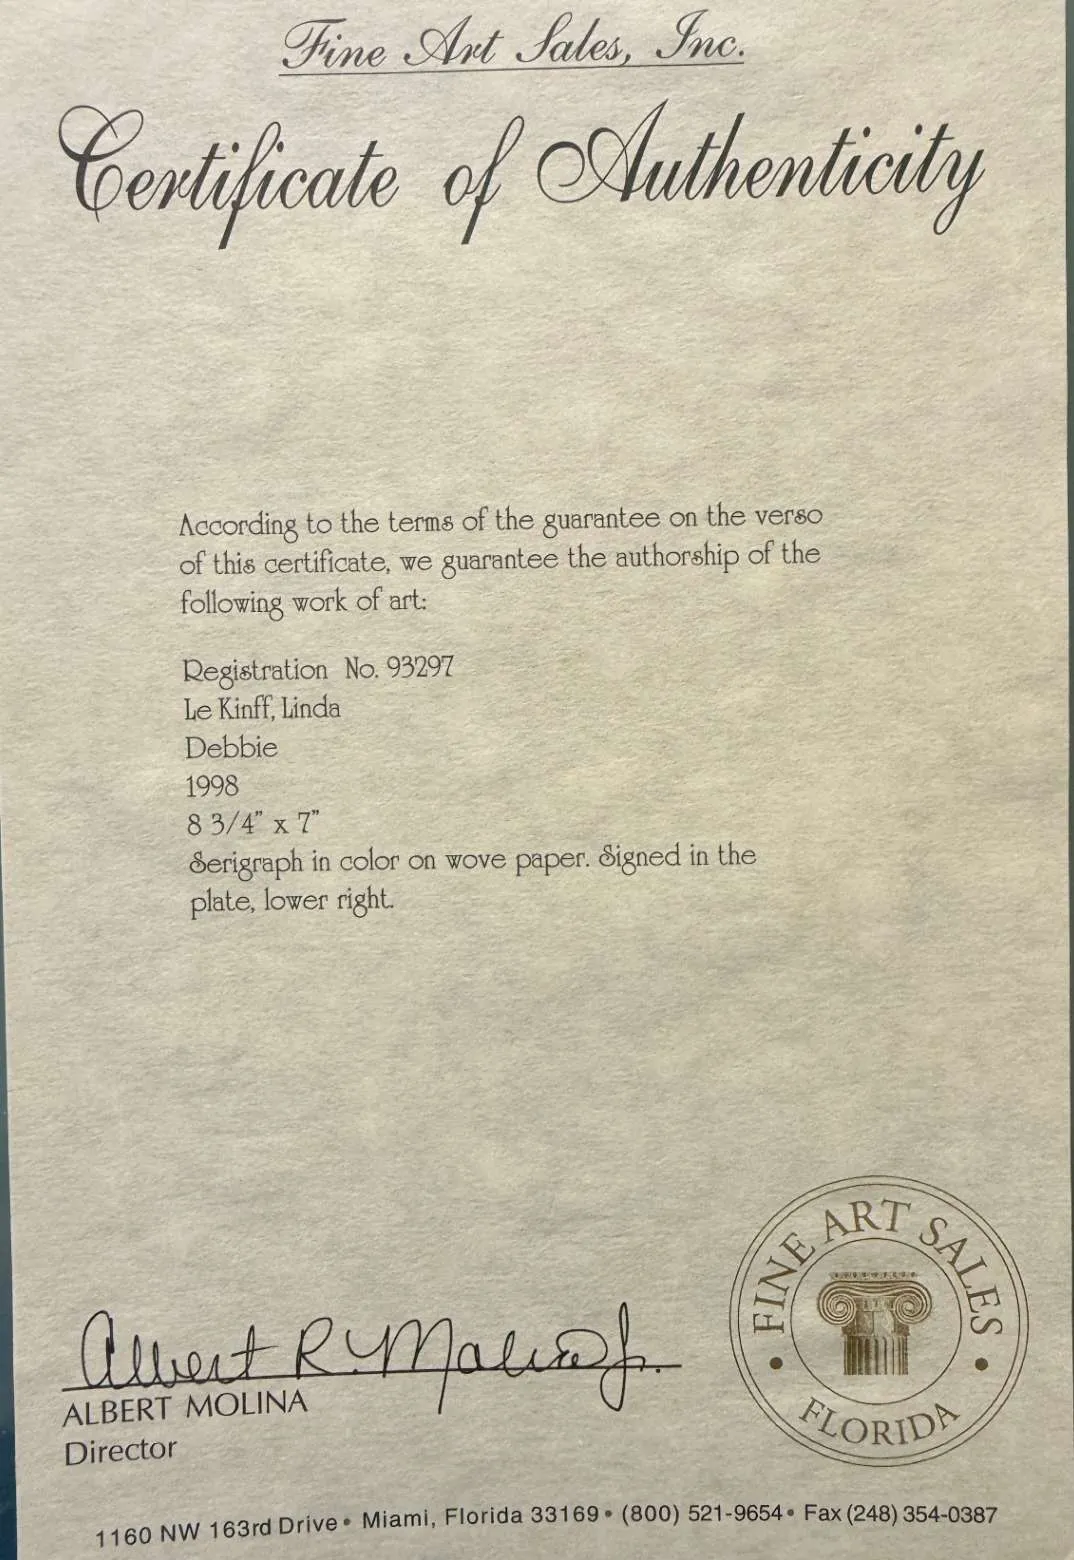 Fine Art Sales, Inc.
Certificate of Authenticity
According to the terms of the guarantee on the verso
of this certificate, we guarantee the authorship of the
following work of art:
Registration No. 93297
Le Kinff, Linda
Debbie
1998
8 3/4" x 7"
Serigraph in color on wove paper. Signed in the
plate, lower right.
Albert R. Molina Jr.
ALBERT MOLINA
Director
• FINE ART SALES •
FLORIDA
1160 NW 163rd Drive • Miami, Florida 33169 • (800) 521-9654 • Fax (248) 354-0387